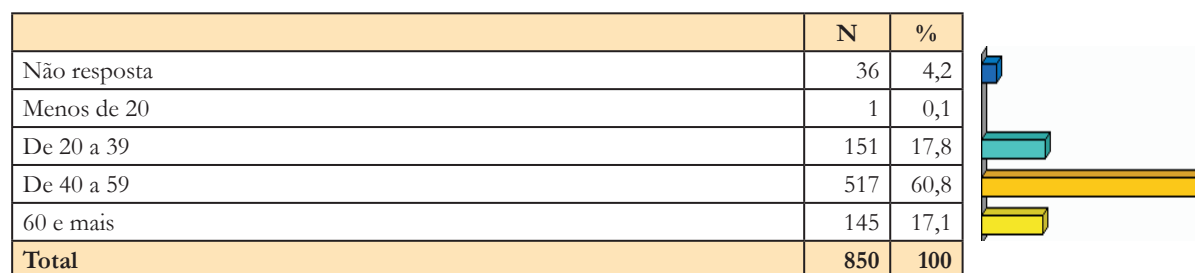 N %
Não resposta 36 4,2
Menos de 20 1 0,1
De 20 a 39 151 17,8
De 40 a 59 517 60,8
60 e mais 145 17,1
Total 850 100